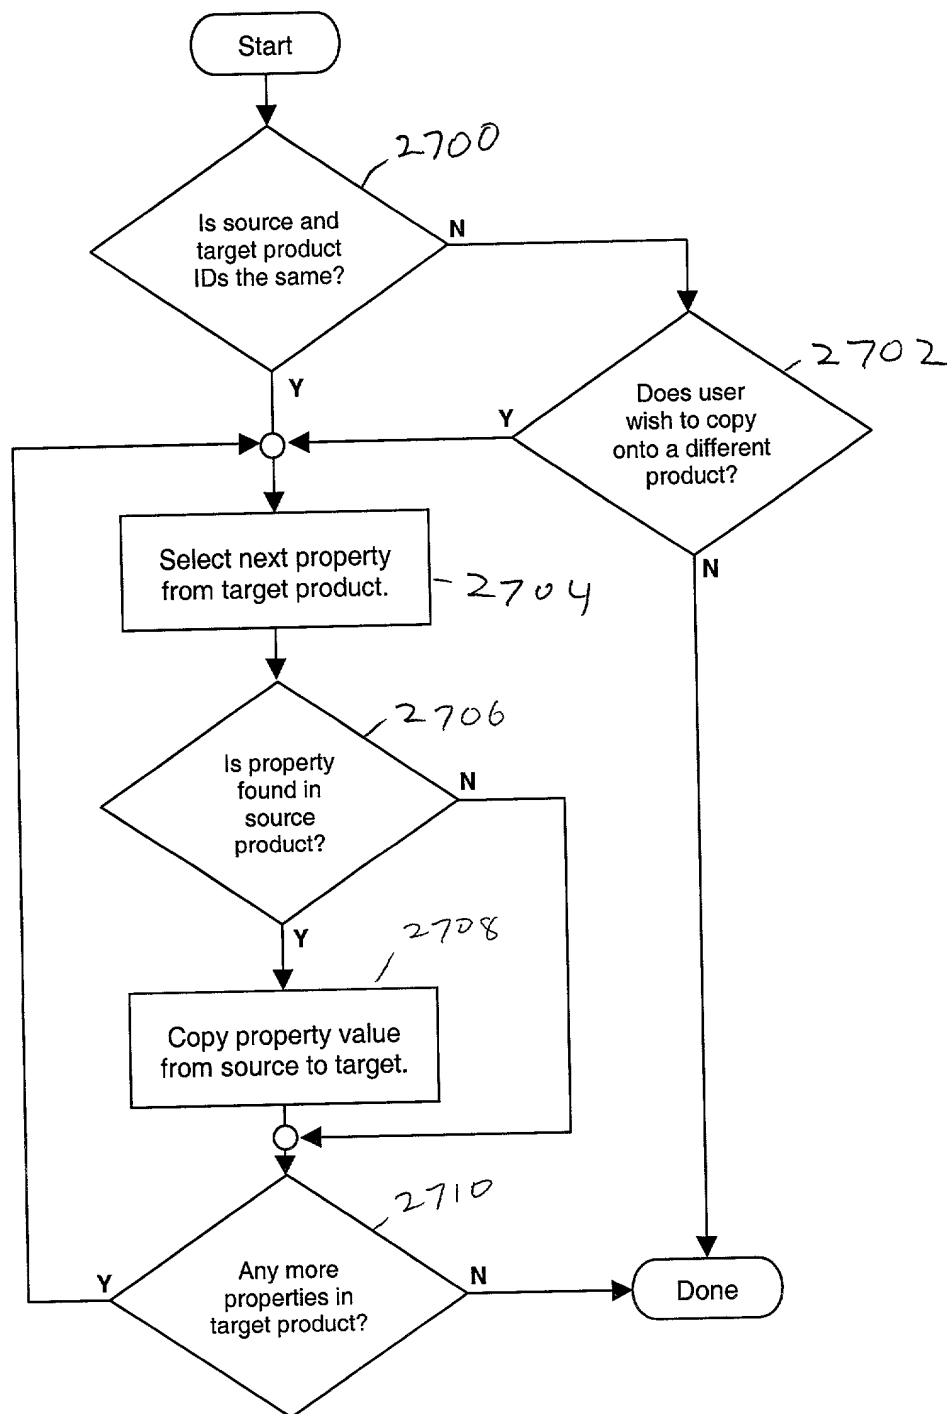 Start
2700
Is source and
target product
IDs the same?
N
Y
2702
Does user
wish to copy
onto a different
product?
Y
N
Select next property
from target product.
2704
2706
Is property
found in
source
product?
N
Y
2708
Copy property value
from source to target.
2710
Any more
properties in
target product?
Y
N
Done